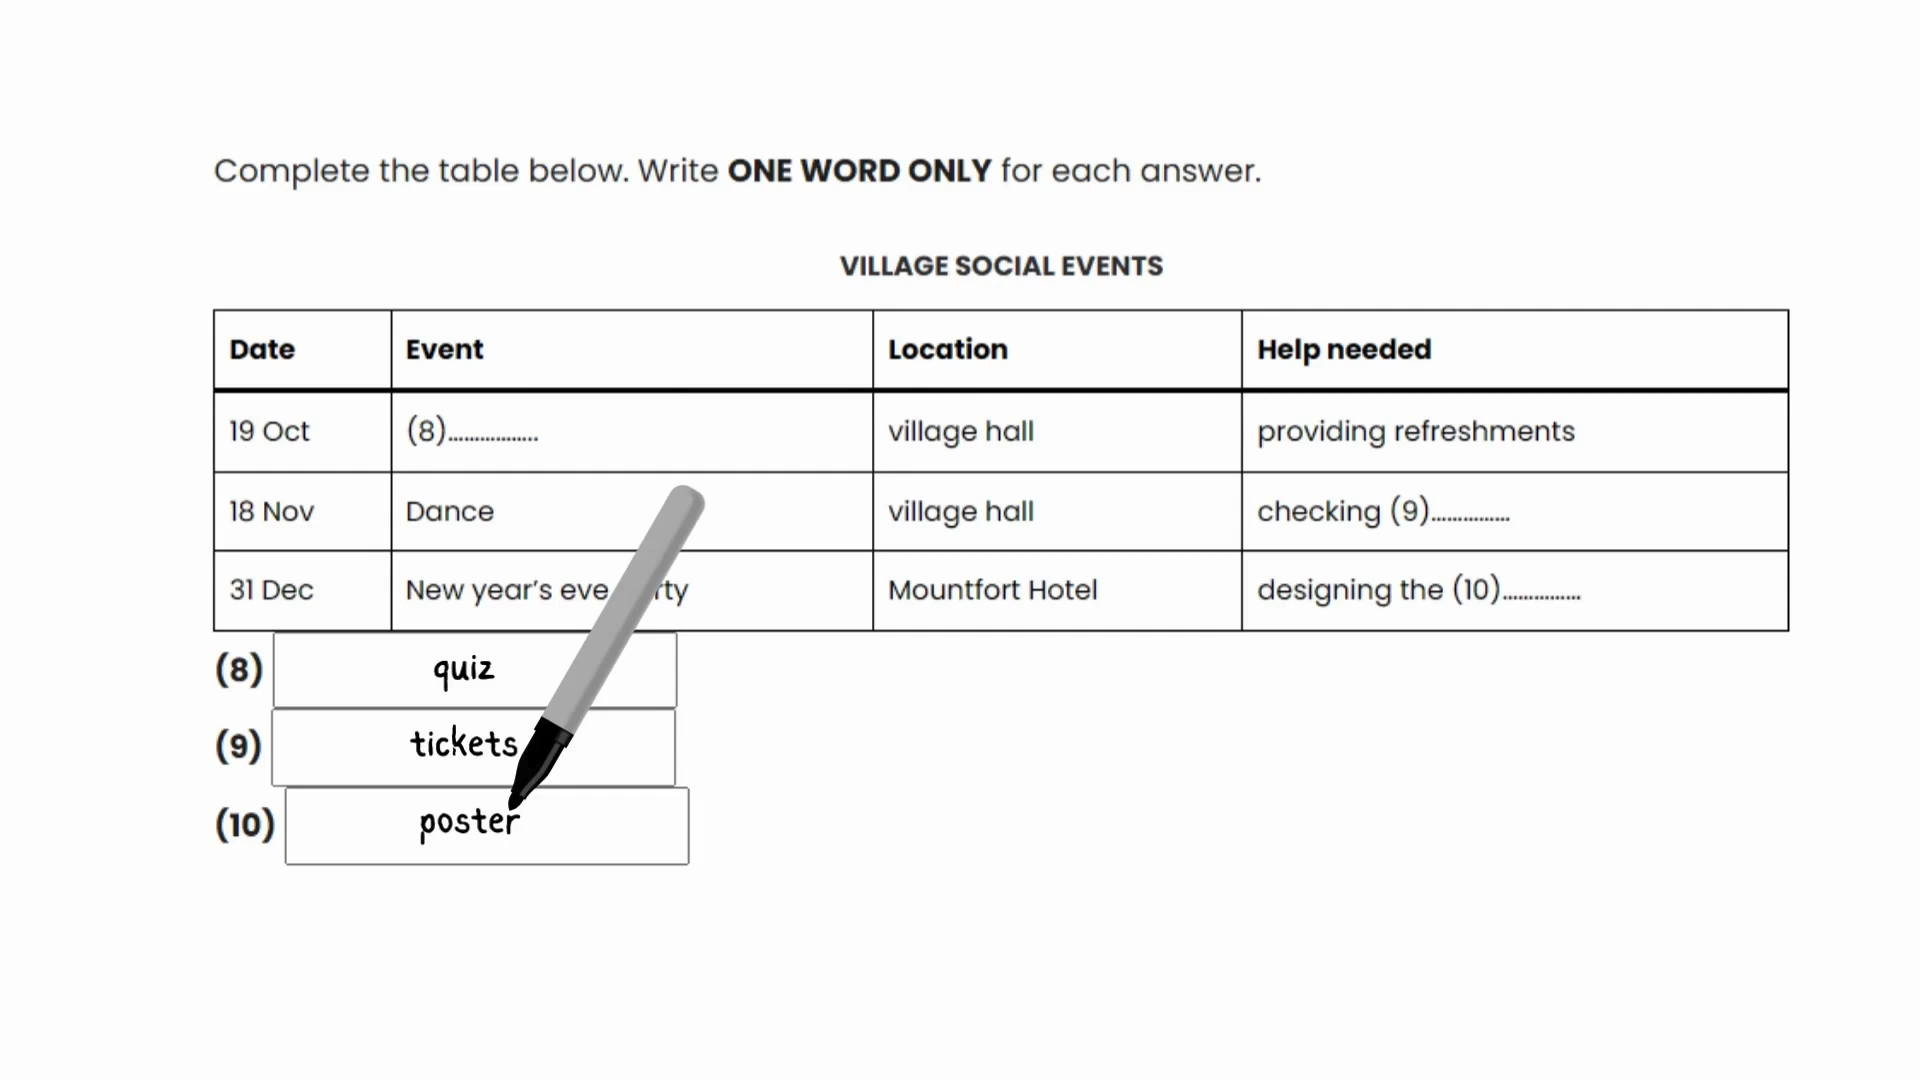 Complete the table below. Write ONE WORD ONLY for each answer.
VILLAGE SOCIAL EVENTS
Date Event Location Help needed
19 Oct (8)................. village hall providing refreshments
18 Nov Dance village hall checking (9)...............
31 Dec New year's eve rty Mountfort Hotel designing the (10)...............
(8) quiz
(9) tickets
(10) poster